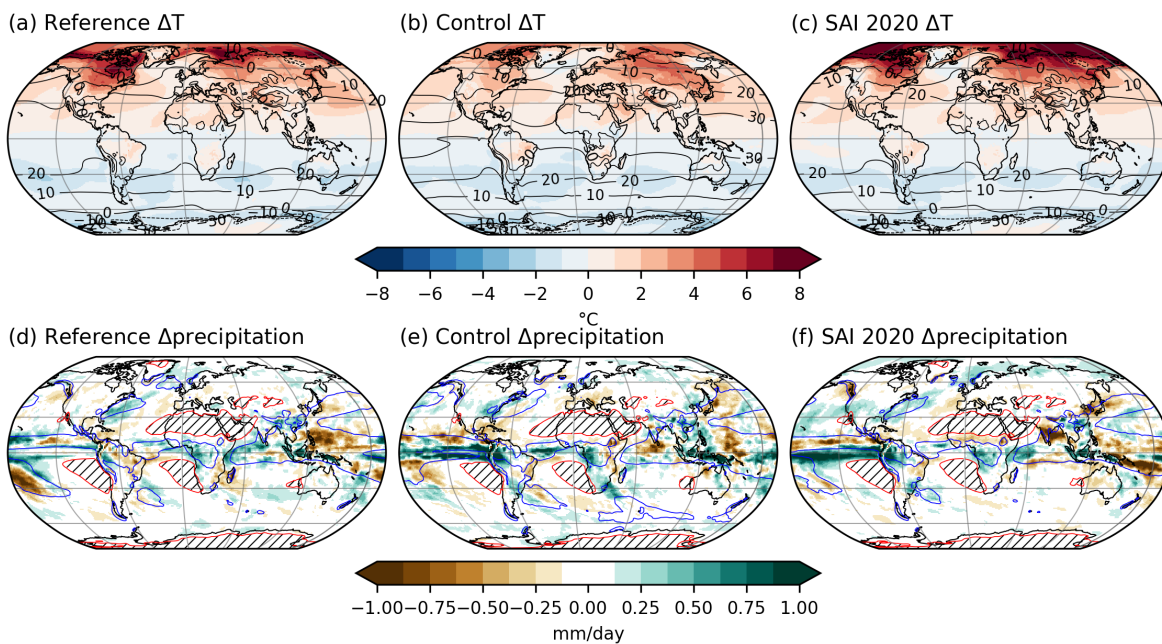 (a) Reference ΔT
(b) Control ΔT
(c) SAI 2020 ΔT
−8 −6 −4 −2 0 2 4 6 8
°C
(d) Reference Δprecipitation
(e) Control Δprecipitation
(f) SAI 2020 Δprecipitation
−1.00 −0.75 −0.50 −0.25 0.00 0.25 0.50 0.75 1.00
mm/day